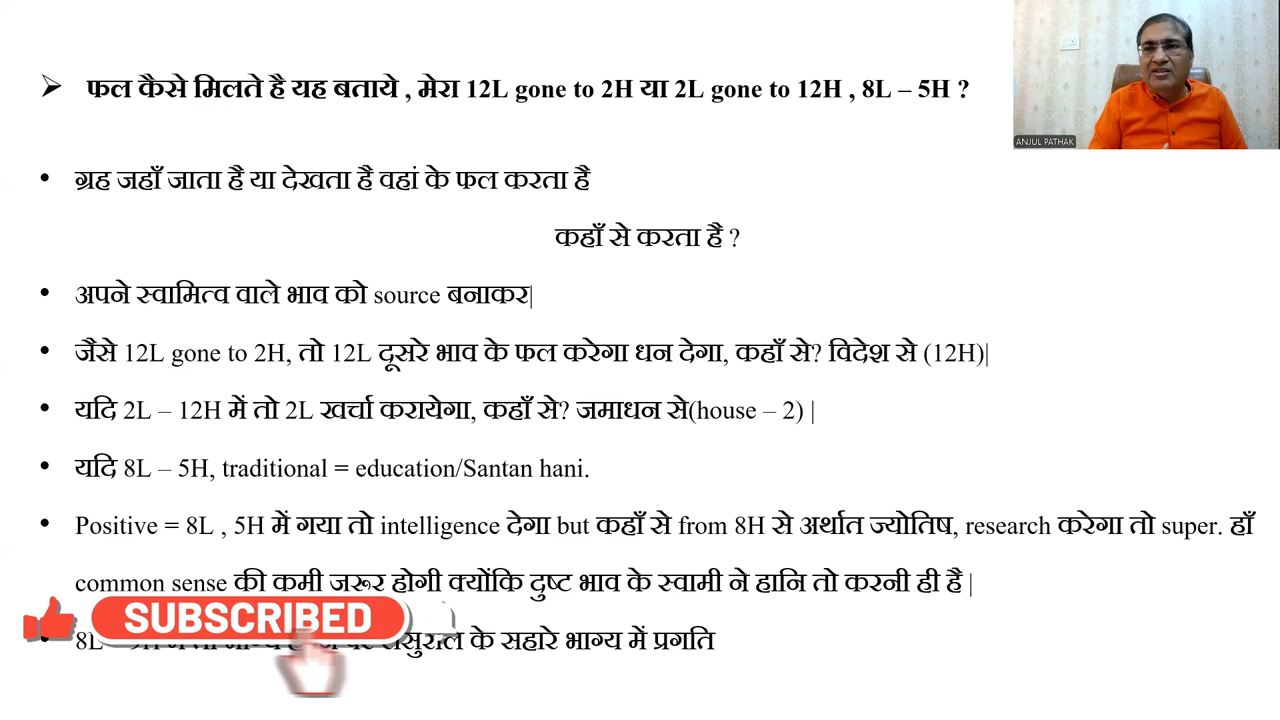 फल कैसे मिलते है यह बताये , मेरा 12L gone to 2H या 2L gone to 12H , 8L – 5H ?
ANJUL PATHAK
ग्रह जहाँ जाता है या देखता है वहां के फल करता है
कहाँ से करता है ?
अपने स्वामित्व वाले भाव को source बनाकर|
जैसे 12L gone to 2H, तो 12L दूसरे भाव के फल करेगा धन देगा, कहाँ से? विदेश से (12H)|
यदि 2L – 12H में तो 2L खर्चा करायेगा, कहाँ से? जमाधन से(house – 2) |
यदि 8L – 5H, traditional = education/Santan hani.
Positive = 8L , 5H में गया तो intelligence देगा but कहाँ से from 8H से अर्थात ज्योतिष, research करेगा तो super. हाँ
common sense की कमी जरूर होगी क्योंकि दुष्ट भाव के स्वामी ने हानि तो करनी ही है |
SUBSCRIBED
8L के सहारे भाग्य में प्रगति